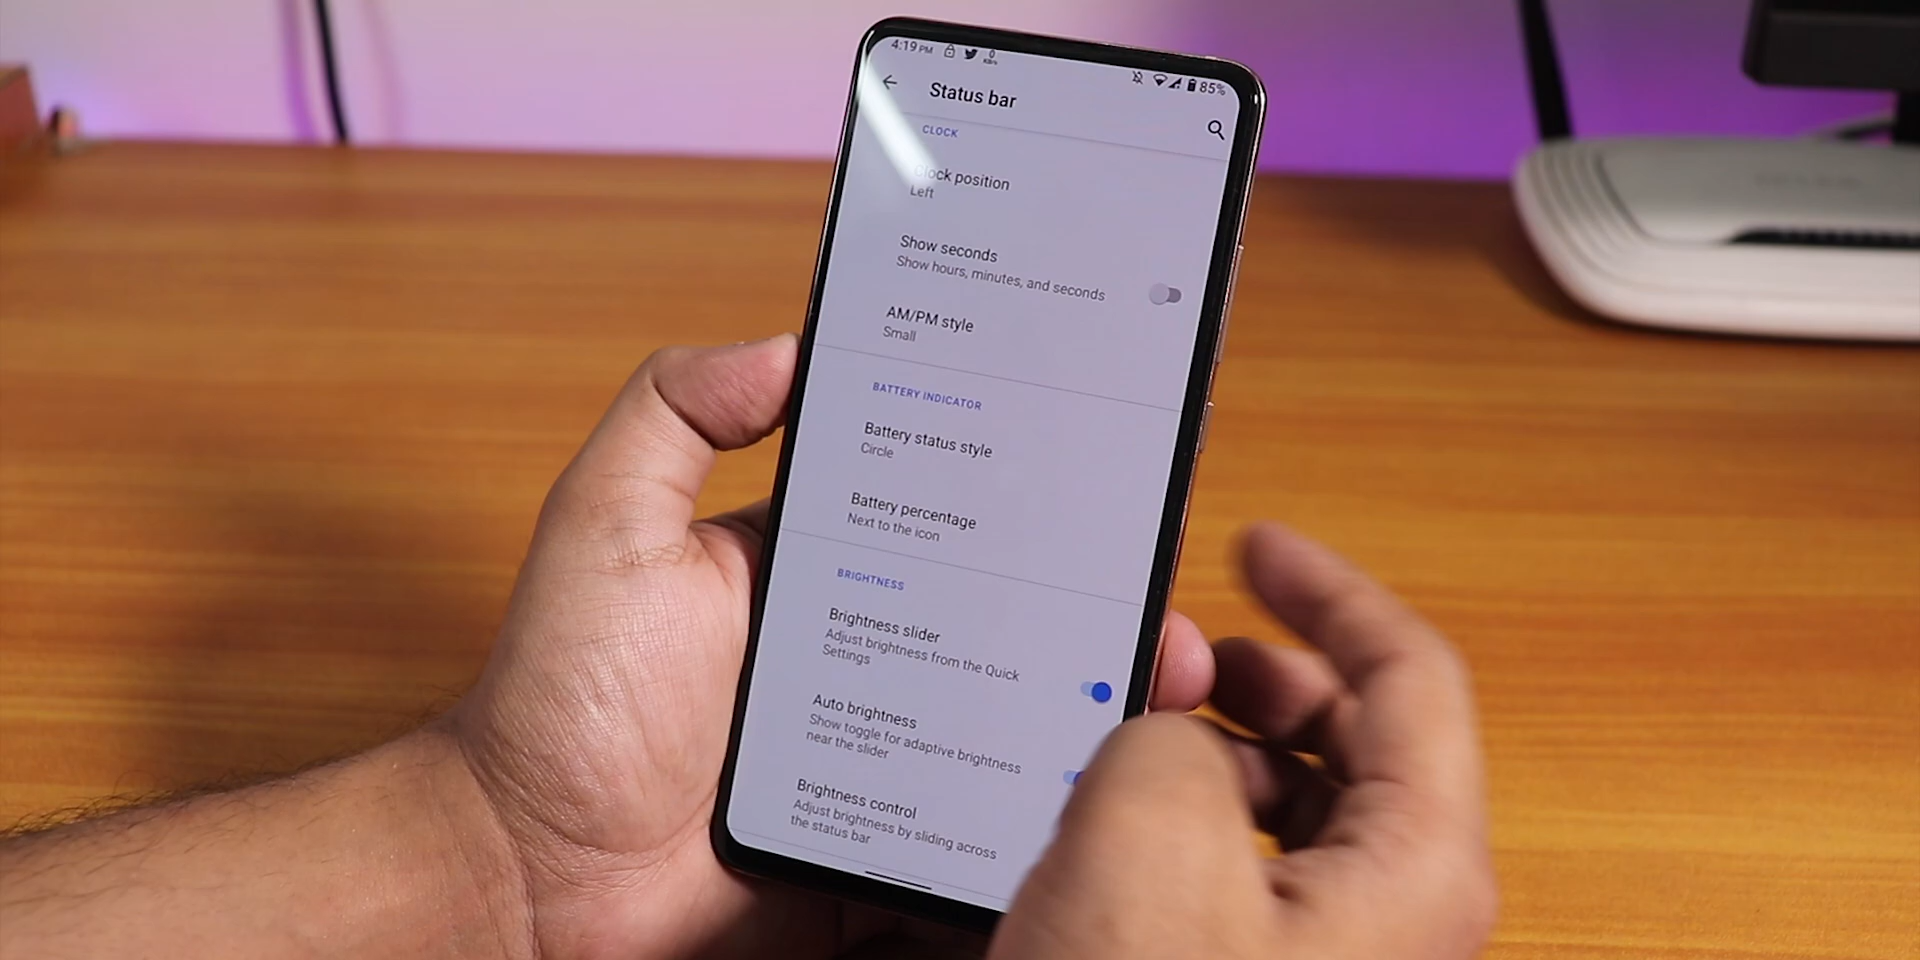 4:19 PM 0 KB/s 85%
Status bar
CLOCK
Clock position
Left
Show seconds
Show hours, minutes, and seconds
AM/PM style
Small
BATTERY INDICATOR
Battery status style
Circle
Battery percentage
Next to the icon
BRIGHTNESS
Brightness slider
Adjust brightness from the Quick
Settings
Auto brightness
Show toggle for adaptive brightness
near the slider
Brightness control
Adjust brightness by sliding across
the status bar